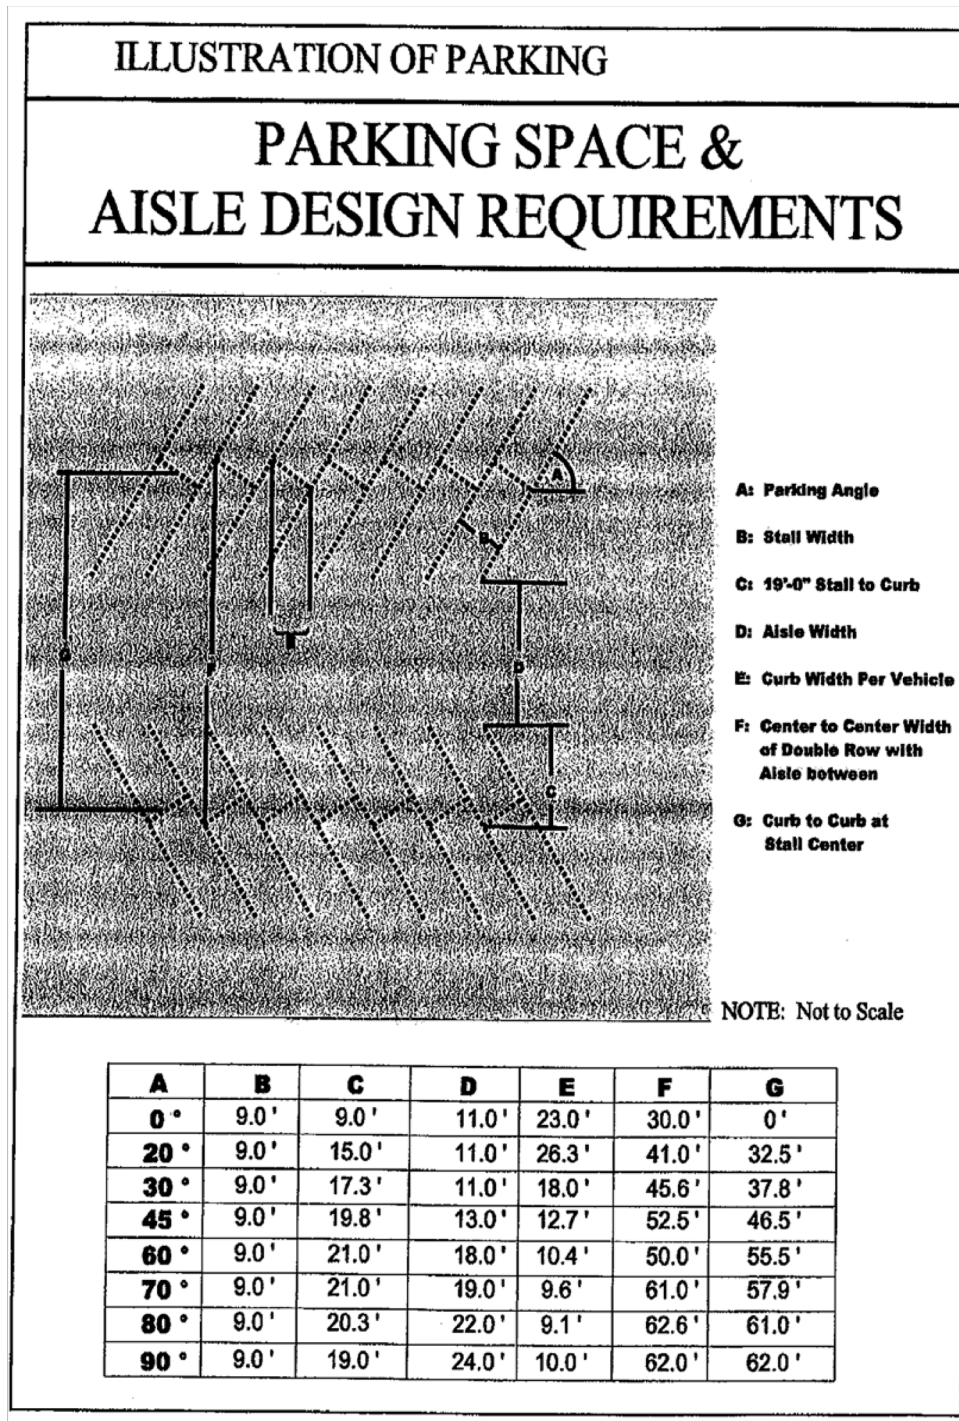 ILLUSTRATION OF PARKING
PARKING SPACE &
AISLE DESIGN REQUIREMENTS
A
B
E
G
F
D
C
A: Parking Angle
B: Stall Width
C: 19'-0" Stall to Curb
D: Aisle Width
E: Curb Width Per Vehicle
F: Center to Center Width
of Double Row with
Aisle between
G: Curb to Curb at
Stall Center
NOTE: Not to Scale
A B C D E F G
0° 9.0' 9.0' 11.0' 23.0' 30.0' 0'
20° 9.0' 15.0' 11.0' 26.3' 41.0' 32.5'
30° 9.0' 17.3' 11.0' 18.0' 45.6' 37.8'
45° 9.0' 19.8' 13.0' 12.7' 52.5' 46.5'
60° 9.0' 21.0' 18.0' 10.4' 50.0' 55.5'
70° 9.0' 21.0' 19.0' 9.6' 61.0' 57.9'
80° 9.0' 20.3' 22.0' 9.1' 62.6' 61.0'
90° 9.0' 19.0' 24.0' 10.0' 62.0' 62.0'